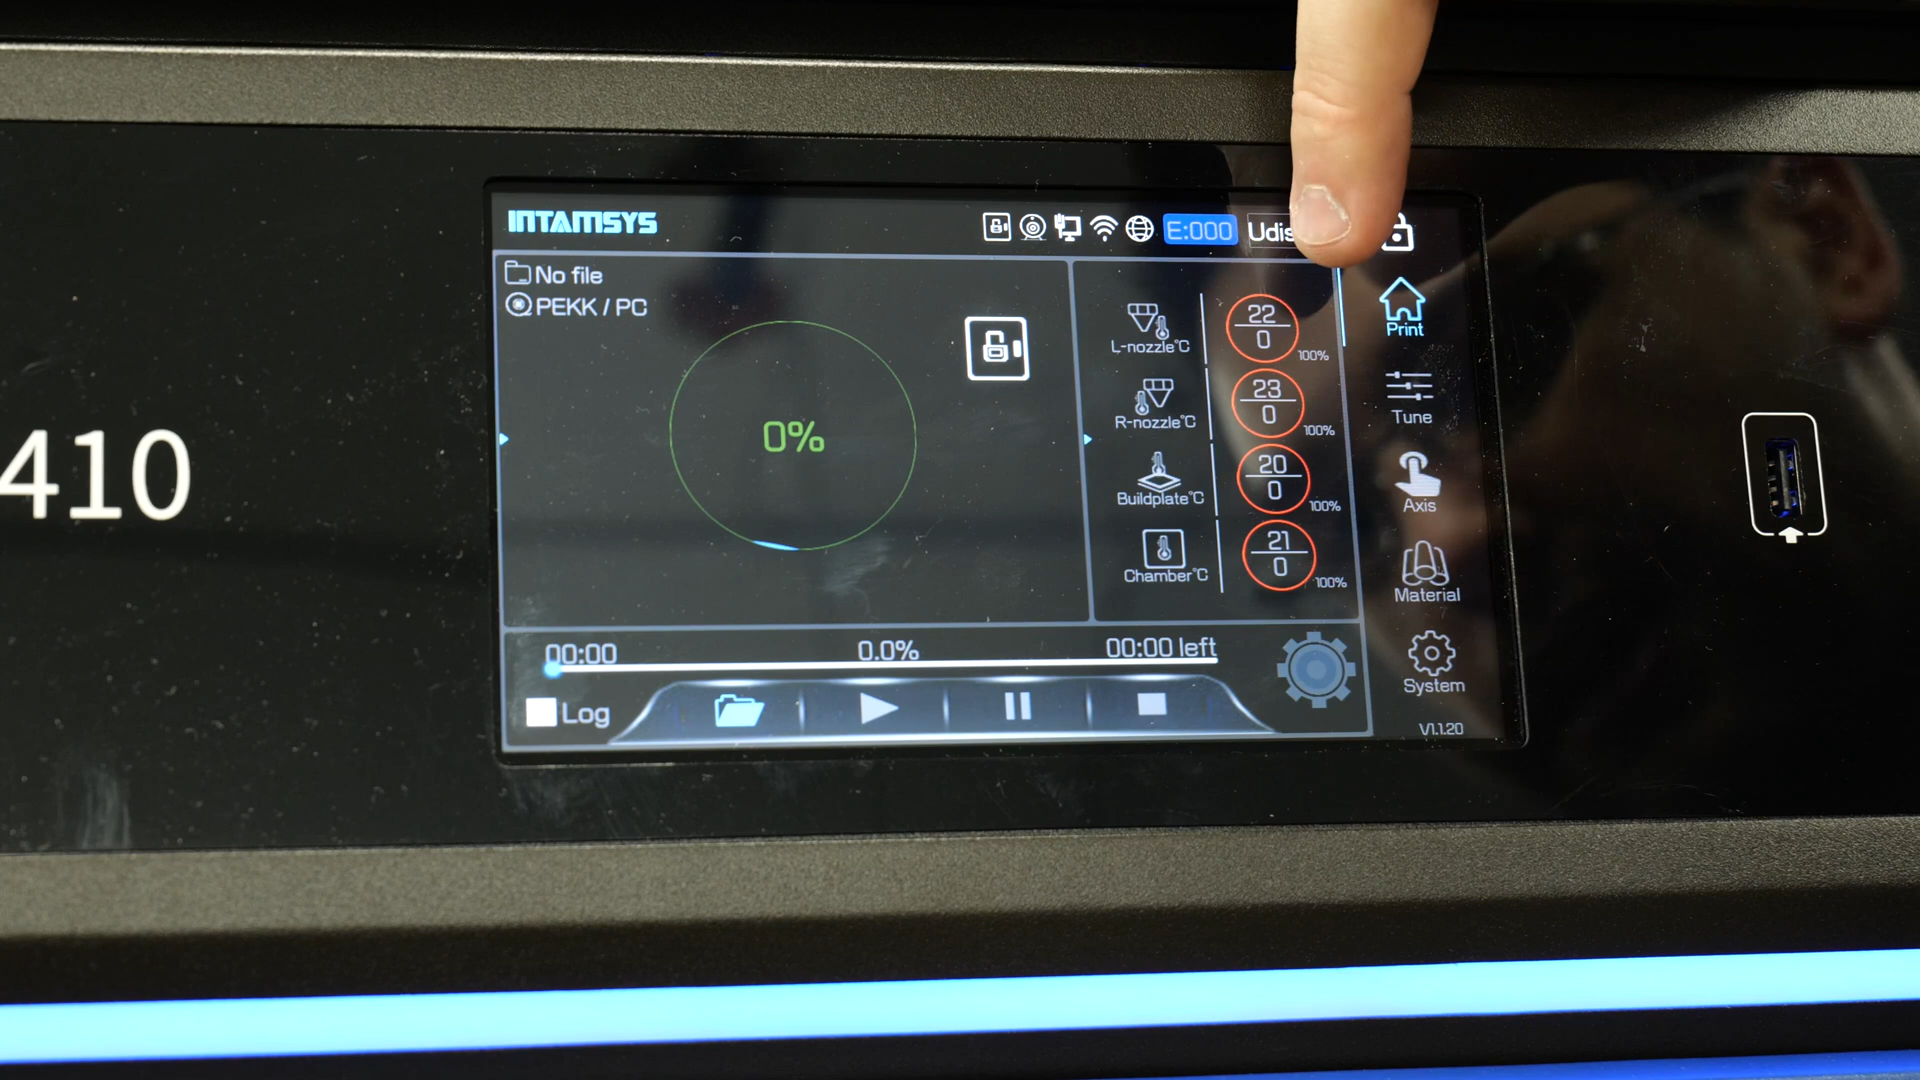 410
INTAMSYS
E:000
No file
PEKK / PC
0%
L-nozzle°C
22
0
100%
R-nozzle°C
23
0
100%
Buildplate°C
20
0
100%
Chamber°C
21
0
100%
00:00
0.0%
00:00 left
Log
Print
Tune
Axis
Material
System
V1.1.20